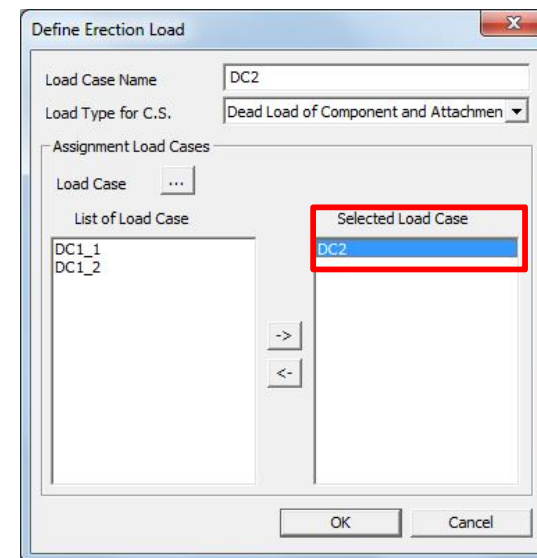 Define Erection Load
Load Case Name DC2
Load Type for C.S. Dead Load of Component and Attachmen
Assignment Load Cases
Load Case ...
List of Load Case Selected Load Case
DC1_1 DC2
DC1_2
->
<-
OK Cancel